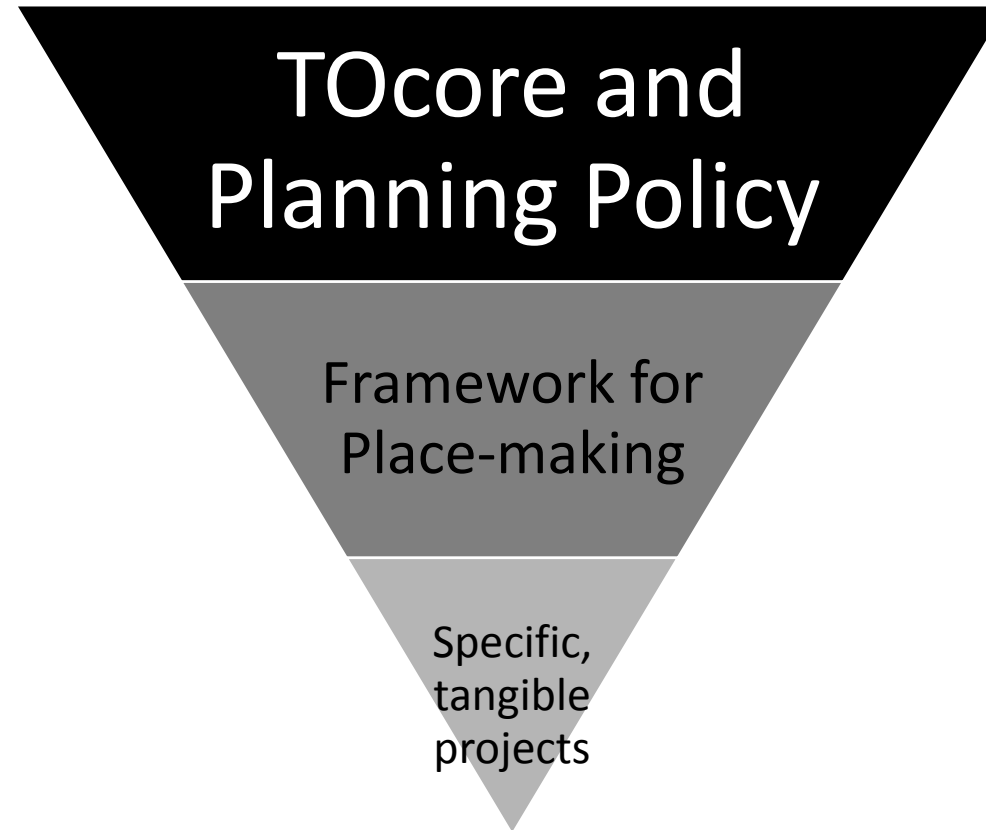 TOcore and
Planning Policy
Framework for
Place-making
Specific,
tangible
projects